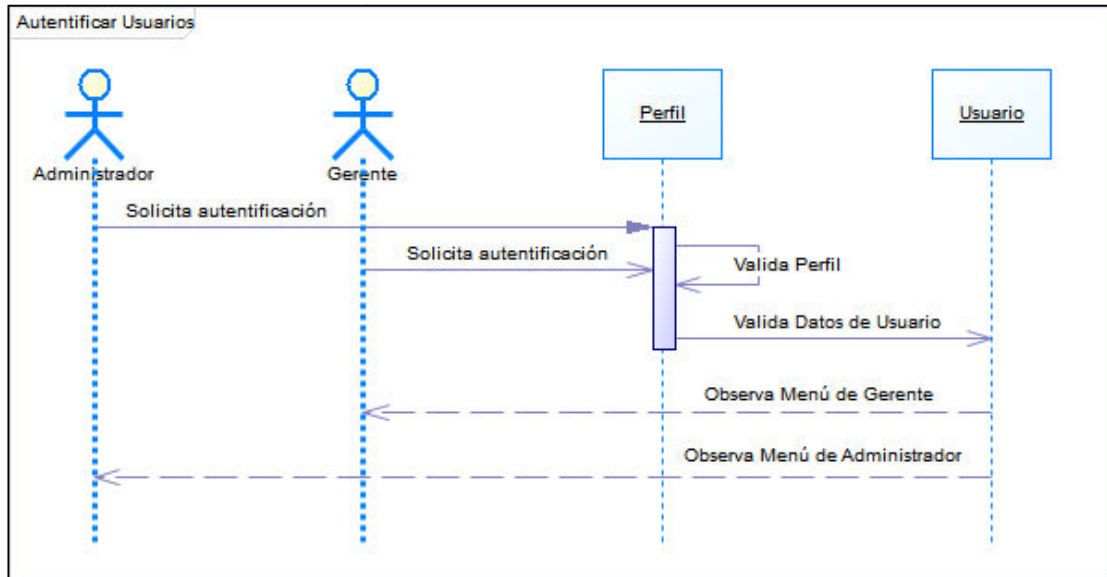 Autentificar Usuarios
Perfil
Usuario
Administrador
Gerente
Solicita autentificación
Solicita autentificación
Valida Perfil
Valida Datos de Usuario
Observa Menú de Gerente
Observa Menú de Administrador